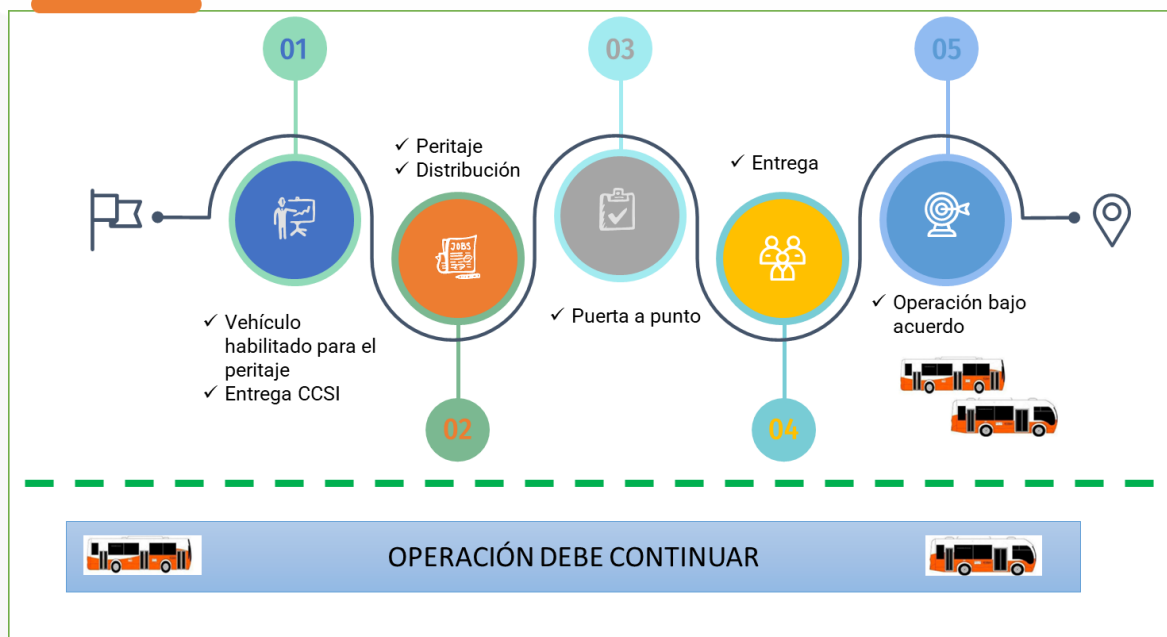 01
✓ Vehículo
habilitado para el
peritaje
✓ Entrega CCSI
✓ Peritaje
✓ Distribución
JOBS
02
03
✓ Puerta a punto
✓ Entrega
04
05
✓ Operación bajo
acuerdo
OPERACIÓN DEBE CONTINUAR